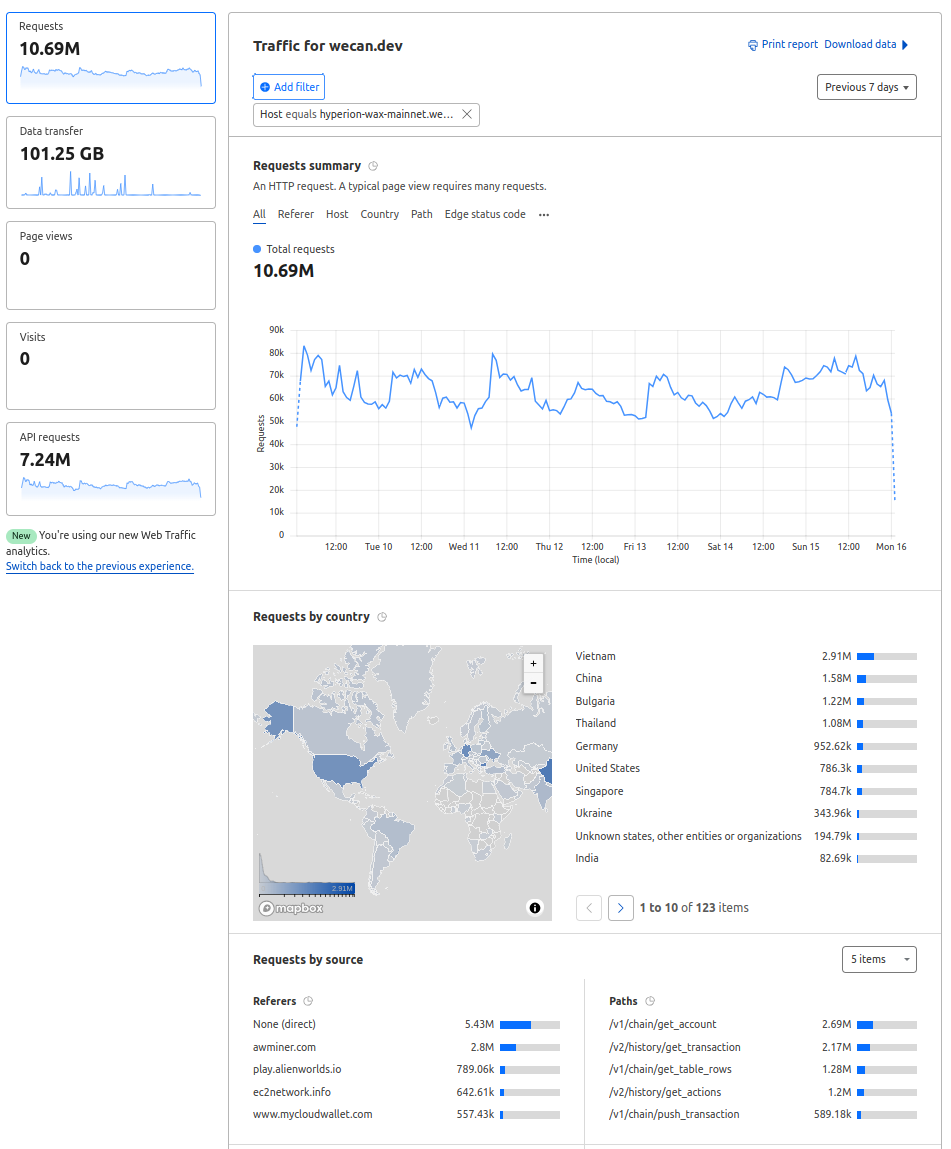 Requests
10.69M
Data transfer
101.25 GB
Page views
0
Visits
0
API requests
7.24M
New You're using our new Web Traffic
analytics.
Switch back to the previous experience.
Traffic for wecan.dev
Print report Download data
Add filter
Previous 7 days
Host equals hyperion-wax-mainnet.we...
Requests summary
An HTTP request. A typical page view requires many requests.
All Referer Host Country Path Edge status code ...
Total requests
10.69M
90k
80k
70k
60k
50k
40k
30k
20k
10k
0
Requests
12:00 Tue 10 12:00 Wed 11 12:00 Thu 12 12:00 Fri 13 12:00 Sat 14 12:00 Sun 15 12:00 Mon 16
Time (local)
Requests by country
+
-
2.91M
mapbox
Vietnam 2.91M
China 1.58M
Bulgaria 1.22M
Thailand 1.08M
Germany 952.62k
United States 786.3k
Singapore 784.7k
Ukraine 343.96k
Unknown states, other entities or organizations 194.79k
India 82.69k
1 to 10 of 123 items
Requests by source
5 items
Referers
None (direct) 5.43M
awminer.com 2.8M
play.alienworlds.io 789.06k
ec2network.info 642.61k
www.mycloudwallet.com 557.43k
Paths
/v1/chain/get_account 2.69M
/v2/history/get_transaction 2.17M
/v1/chain/get_table_rows 1.28M
/v2/history/get_actions 1.2M
/v1/chain/push_transaction 589.18k